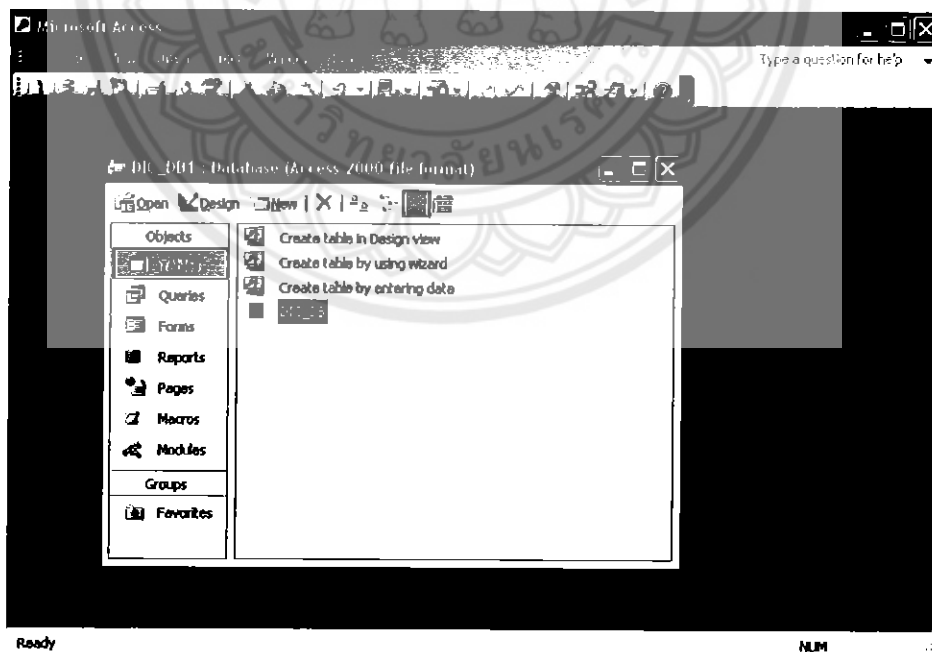 Microsoft Access
Type a question for help
DIC_DB1 : Database (Access 2000 file format)
Open Design New
Objects
Create table in Design view
Create table by using wizard
Queries
Create table by entering data
Forms
Reports
Pages
Macros
Modules
Groups
Favorites
Ready
NUM